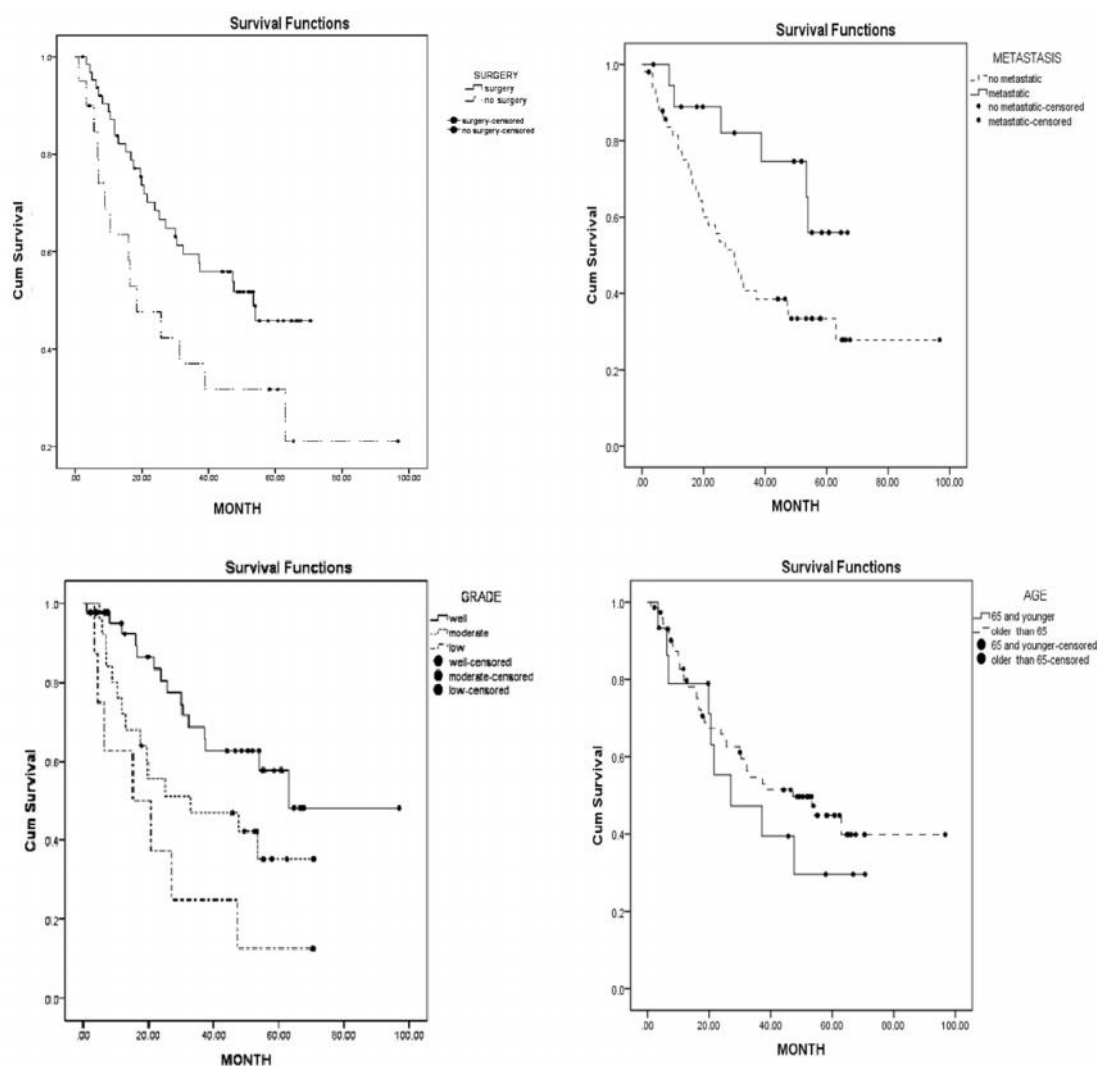 Survival Functions
1.0
0.8
0.6
0.4
0.2
Cum Survival
.00 20.00 40.00 60.00 80.00 100.00
MONTH
SURGERY
surgery
no surgery
surgery-censored
no surgery-censored
Survival Functions
1.0
0.8
0.6
0.4
0.2
0.0
Cum Survival
.00 20.00 40.00 60.00 80.00 100.00
MONTH
METASTASIS
no metastatic
metastatic
no metastatic-censored
metastatic-censored
Survival Functions
1.0
0.8
0.6
0.4
0.2
0.0
Cum Survival
.00 20.00 40.00 60.00 80.00 100.00
MONTH
GRADE
well
moderate
low
well-censored
moderate-censored
low-censored
Survival Functions
1.0
0.8
0.6
0.4
0.2
0.0
Cum Survival
.00 20.00 40.00 60.00 80.00 100.00
MONTH
AGE
65 and younger
older than 65
65 and younger-censored
older than 65-censored